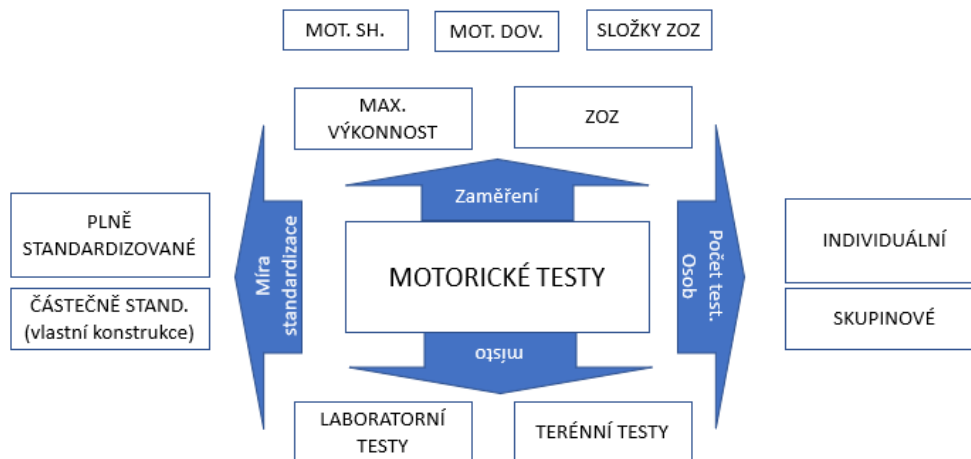 MOT. SH.
MOT. DOV.
SLOŽKY ZOZ
MAX.
VÝKONNOST
ZOZ
Zaměření
PLNĚ
STANDARDIZOVANÉ
ČÁSTEČNĚ STAND.
(vlastní konstrukce)
Míra
standardizace
MOTORICKÉ TESTY
Počet test.
Osob
INDIVIDUÁLNÍ
SKUPINOVÉ
místo
LABORATORNÍ
TESTY
TERÉNNÍ TESTY